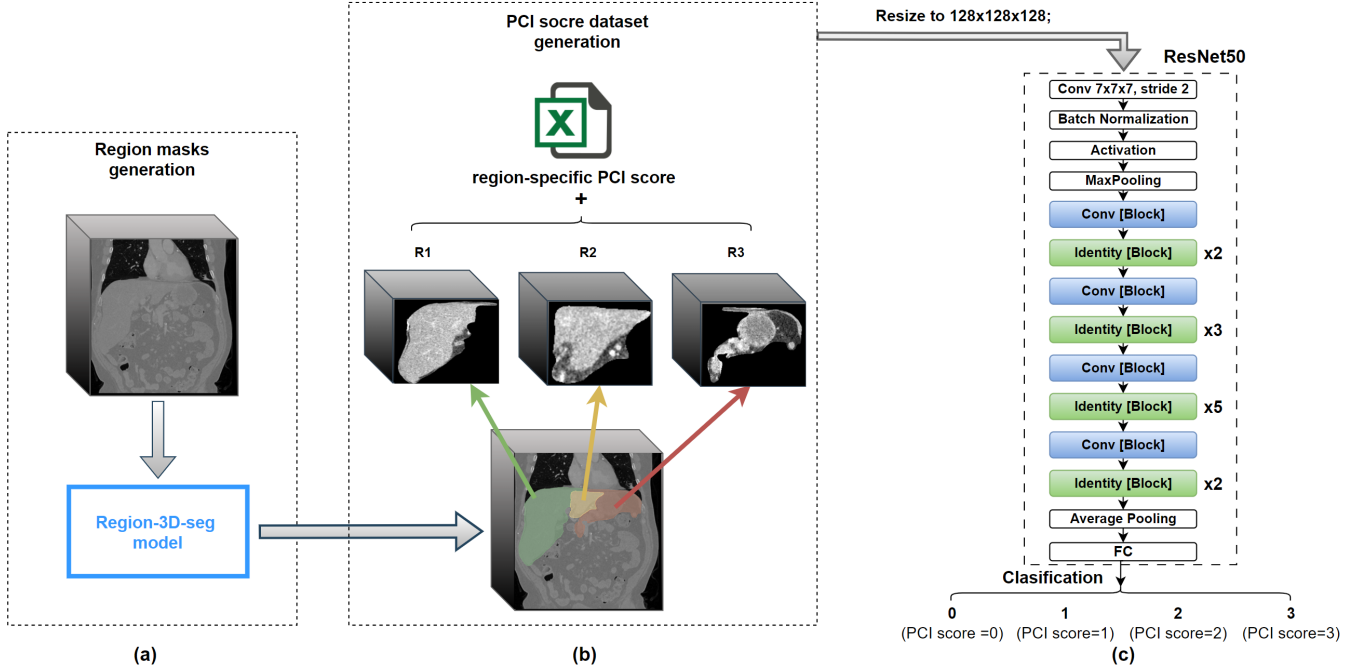 Region masks
generation
Region-3D-seg
model
(a)
PCI socre dataset
generation
X
region-specific PCI score
+
R1
R2
R3
(b)
Resize to 128x128x128;
ResNet50
Conv 7x7x7, stride 2
Batch Normalization
Activation
MaxPooling
Conv [Block]
Identity [Block] x2
Conv [Block]
Identity [Block] x3
Conv [Block]
Identity [Block] x5
Conv [Block]
Identity [Block] x2
Average Pooling
FC
Clasification
0 1 2 3
(PCI score =0) (PCI score=1) (PCI score=2) (PCI score=3)
(c)